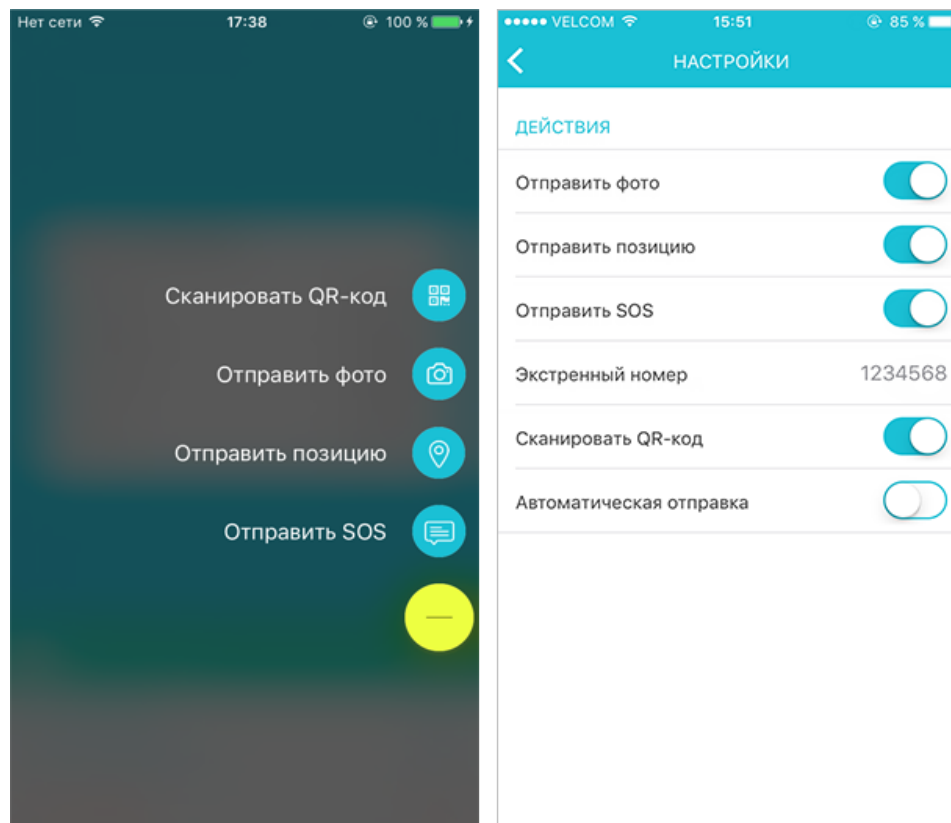 Нет сети 17:38 100 %
Сканировать QR-код
Отправить фото
Отправить позицию
Отправить SOS
VELCOM 15:51 85 %
НАСТРОЙКИ
ДЕЙСТВИЯ
Отправить фото
Отправить позицию
Отправить SOS
Экстренный номер 1234568
Сканировать QR-код
Автоматическая отправка